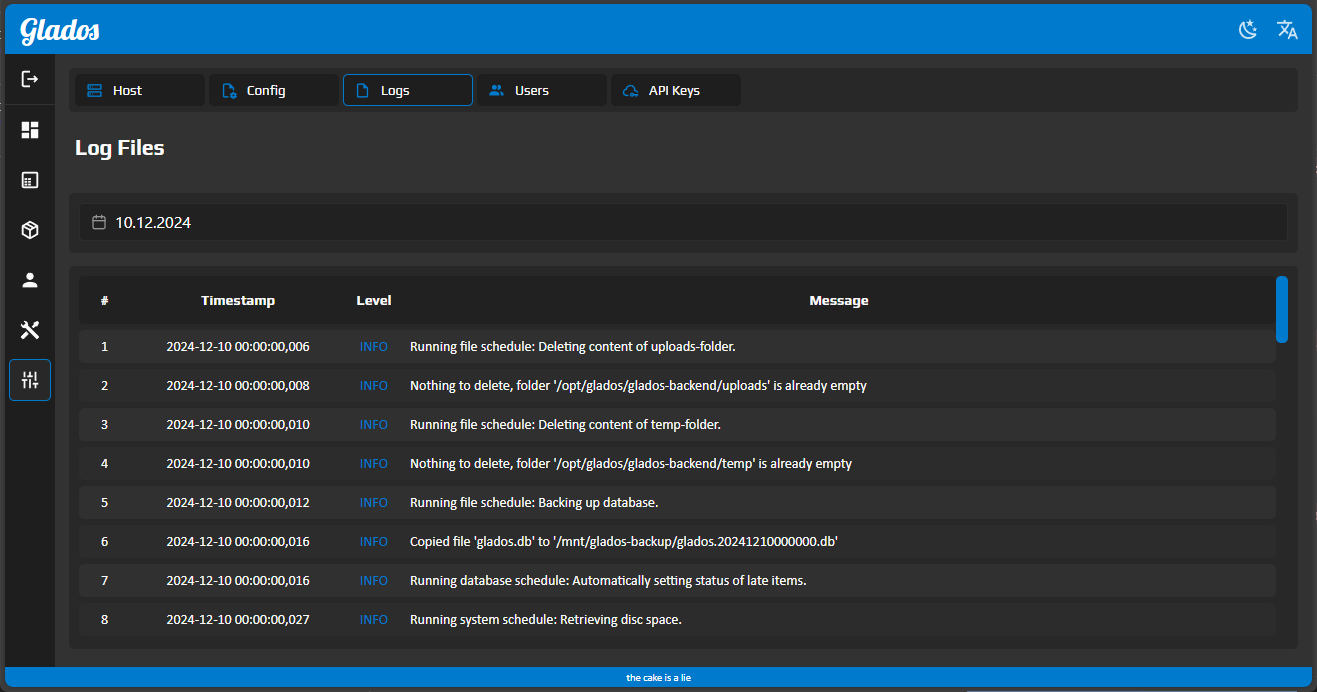 Glados
Host Config Logs Users API Keys
Log Files
10.12.2024
# Timestamp Level Message
1 2024-12-10 00:00:00,006 INFO Running file schedule: Deleting content of uploads-folder.
2 2024-12-10 00:00:00,008 INFO Nothing to delete, folder '/opt/glados/glados-backend/uploads' is already empty
3 2024-12-10 00:00:00,010 INFO Running file schedule: Deleting content of temp-folder.
4 2024-12-10 00:00:00,010 INFO Nothing to delete, folder '/opt/glados/glados-backend/temp' is already empty
5 2024-12-10 00:00:00,012 INFO Running file schedule: Backing up database.
6 2024-12-10 00:00:00,016 INFO Copied file 'glados.db' to '/mnt/glados-backup/glados.20241210000000.db'
7 2024-12-10 00:00:00,016 INFO Running database schedule: Automatically setting status of late items.
8 2024-12-10 00:00:00,027 INFO Running system schedule: Retrieving disc space.
the cake is a lie